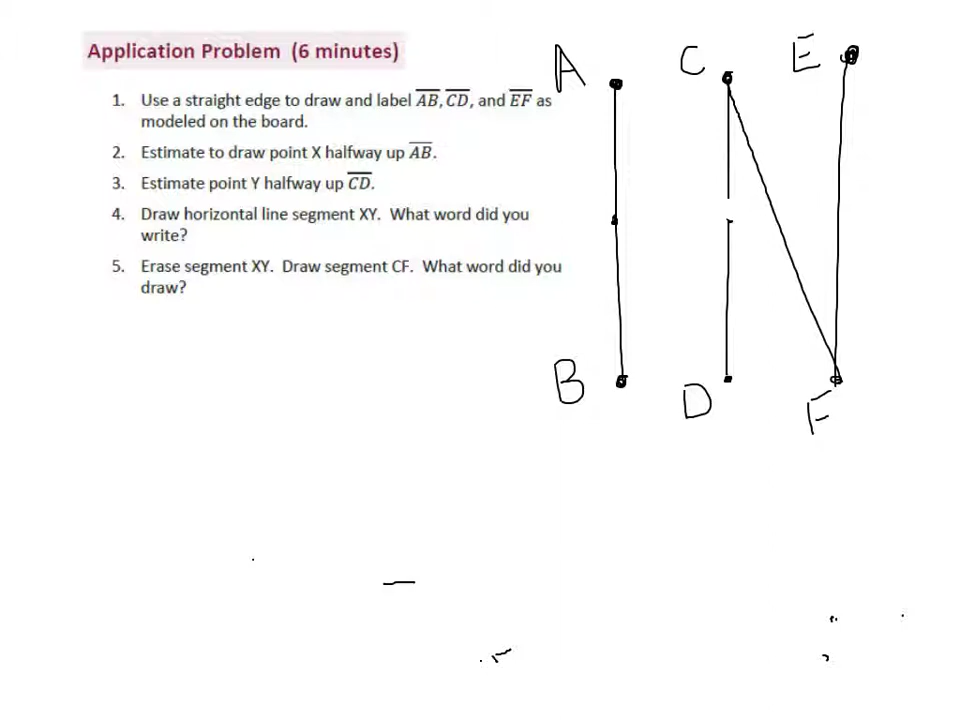 Application Problem (6 minutes)
1. Use a straight edge to draw and label AB, CD, and EF as
modeled on the board.
2. Estimate to draw point X halfway up AB.
3. Estimate point Y halfway up CD.
4. Draw horizontal line segment XY. What word did you
write?
5. Erase segment XY. Draw segment CF. What word did you
draw?
A
C
E
B
D
F